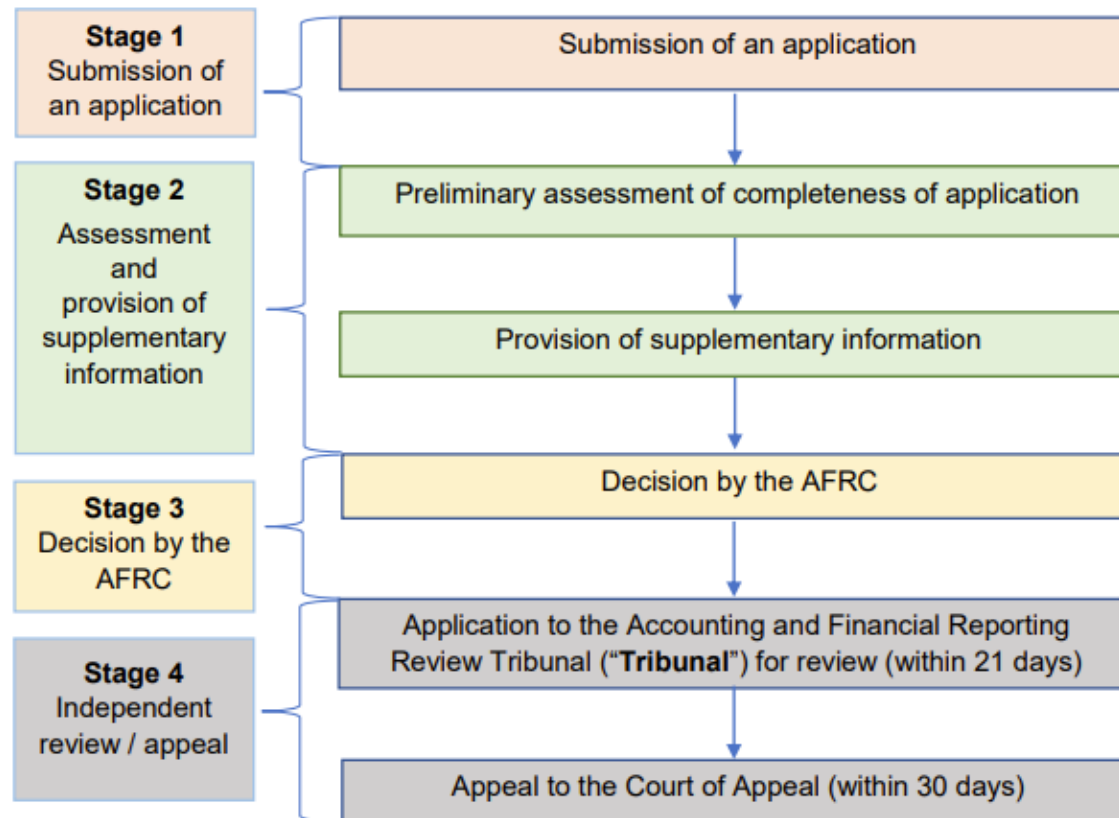 Stage 1
Submission of
an application
Submission of an application
Stage 2
Assessment
and
provision of
supplementary
information
Preliminary assessment of completeness of application
Provision of supplementary information
Stage 3
Decision by the
AFRC
Decision by the AFRC
Stage 4
Independent
review / appeal
Application to the Accounting and Financial Reporting
Review Tribunal (“Tribunal”) for review (within 21 days)
Appeal to the Court of Appeal (within 30 days)